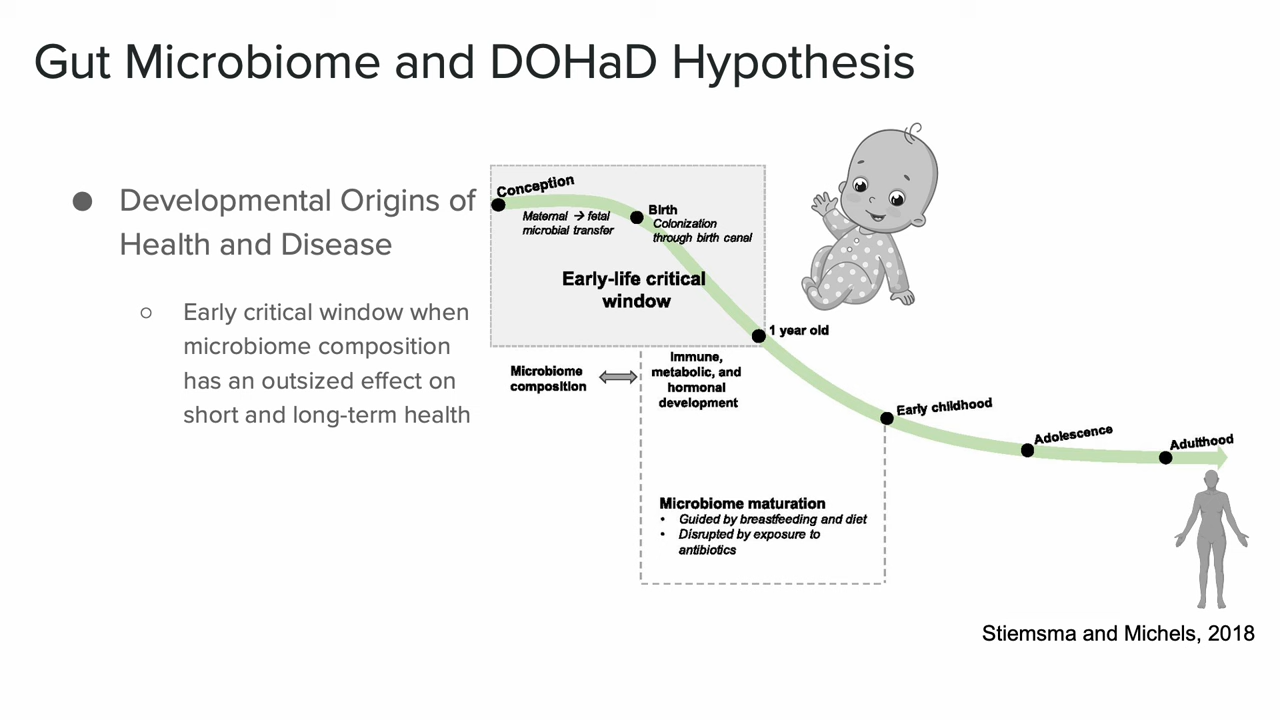 Gut Microbiome and DOHaD Hypothesis
● Developmental Origins of
Health and Disease
○ Early critical window when
microbiome composition
has an outsized effect on
short and long-term health
Conception
Maternal → fetal
microbial transfer
Birth
Colonization
through birth canal
Early-life critical
window
1 year old
Microbiome
composition
Immune,
metabolic, and
hormonal
development
Early childhood
Adolescence
Adulthood
Microbiome maturation
• Guided by breastfeeding and diet
• Disrupted by exposure to
antibiotics
Stiemsma and Michels, 2018